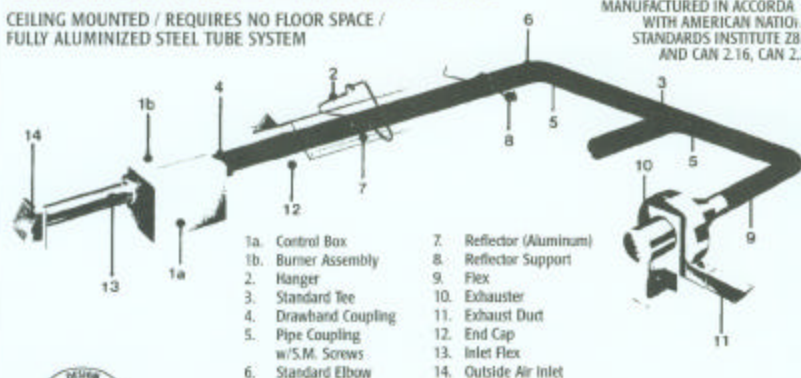 CEILING MOUNTED / REQUIRES NO FLOOR SPACE /
FULLY ALUMINIZED STEEL TUBE SYSTEM
MANUFACTURED IN ACCORDA
WITH AMERICAN NATIO
STANDARDS INSTITUTE Z8
AND CAN 2.16, CAN 2.
6
2
4
1b
14
3
5
8
5
7
10
12
9
13
1a
11
1a. Control Box
1b. Burner Assembly
2. Hanger
3. Standard Tee
4. Drawband Coupling
5. Pipe Coupling
w/S.M. Screws
6. Standard Elbow
7. Reflector (Aluminum)
8. Reflector Support
9. Flex
10. Exhauster
11. Exhaust Duct
12. End Cap
13. Inlet Flex
14. Outside Air Inlet
DESIGN